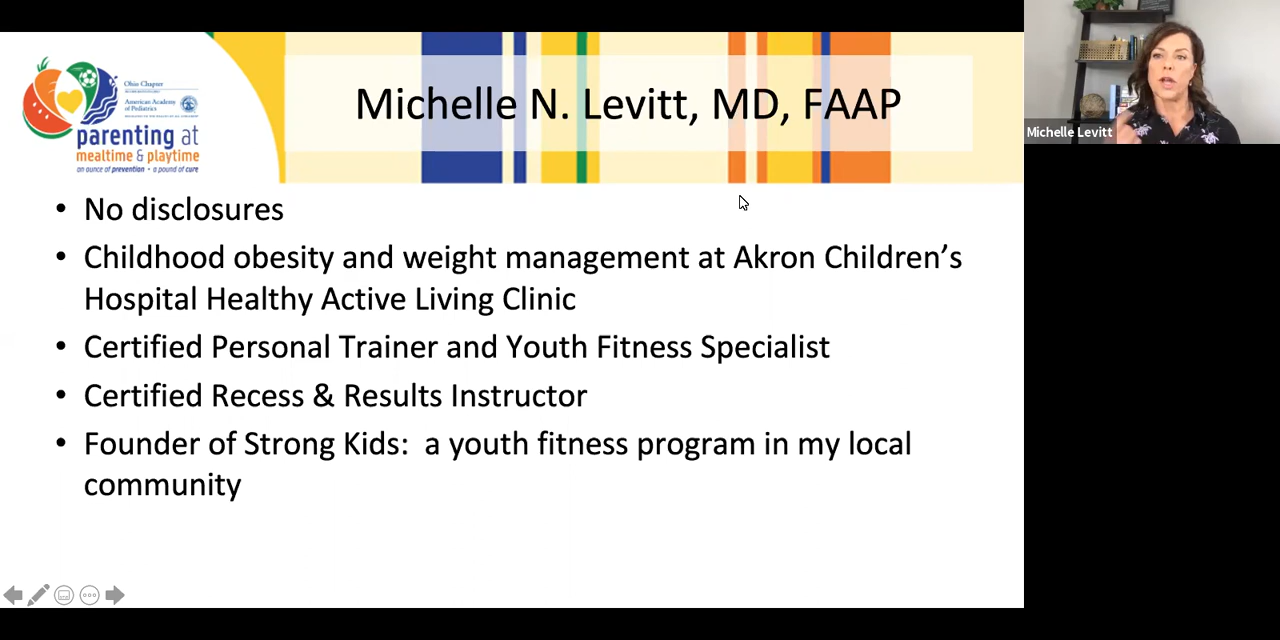 Michelle N. Levitt, MD, FAAP
Ohio Chapter
American Academy
of Pediatrics
parenting at
mealtime & playtime
an ounce of prevention • a pound of cure
• No disclosures
• Childhood obesity and weight management at Akron Children’s
Hospital Healthy Active Living Clinic
• Certified Personal Trainer and Youth Fitness Specialist
• Certified Recess & Results Instructor
• Founder of Strong Kids:  a youth fitness program in my local
community
Michelle Levitt